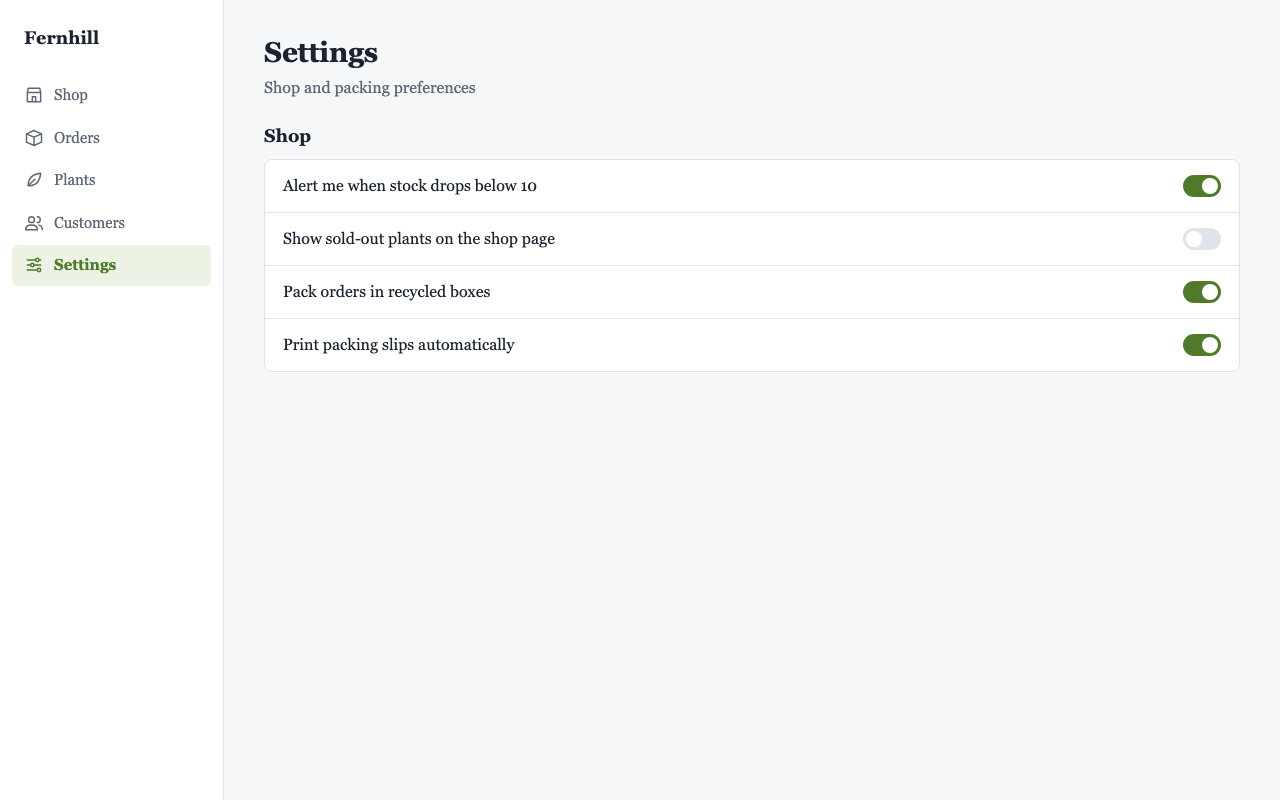 Fernhill
Shop
Orders
Plants
Customers
Settings
Settings
Shop and packing preferences
Shop
Alert me when stock drops below 10
Show sold-out plants on the shop page
Pack orders in recycled boxes
Print packing slips automatically